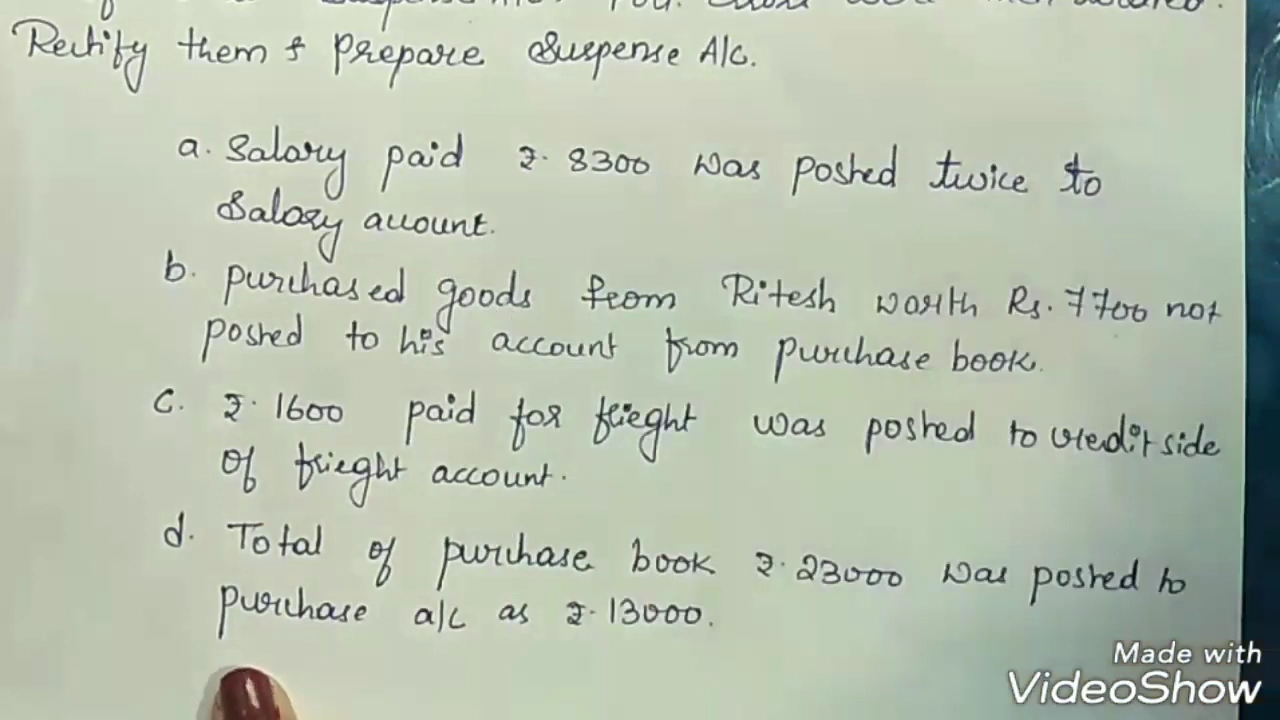 Rectify them & prepare Suspense A/c.
a. Salary paid ₹. 8300 was posted twice to
Salary account.
b. purchased goods from Ritesh worth Rs. 7700 not
posted to his account from purchase book.
c. ₹. 1600 paid for frieght was posted to credit side
of frieght account.
d. Total of purchase book ₹. 23000 was posted to
purchase a/c as ₹. 13000.
Made with
VideoShow